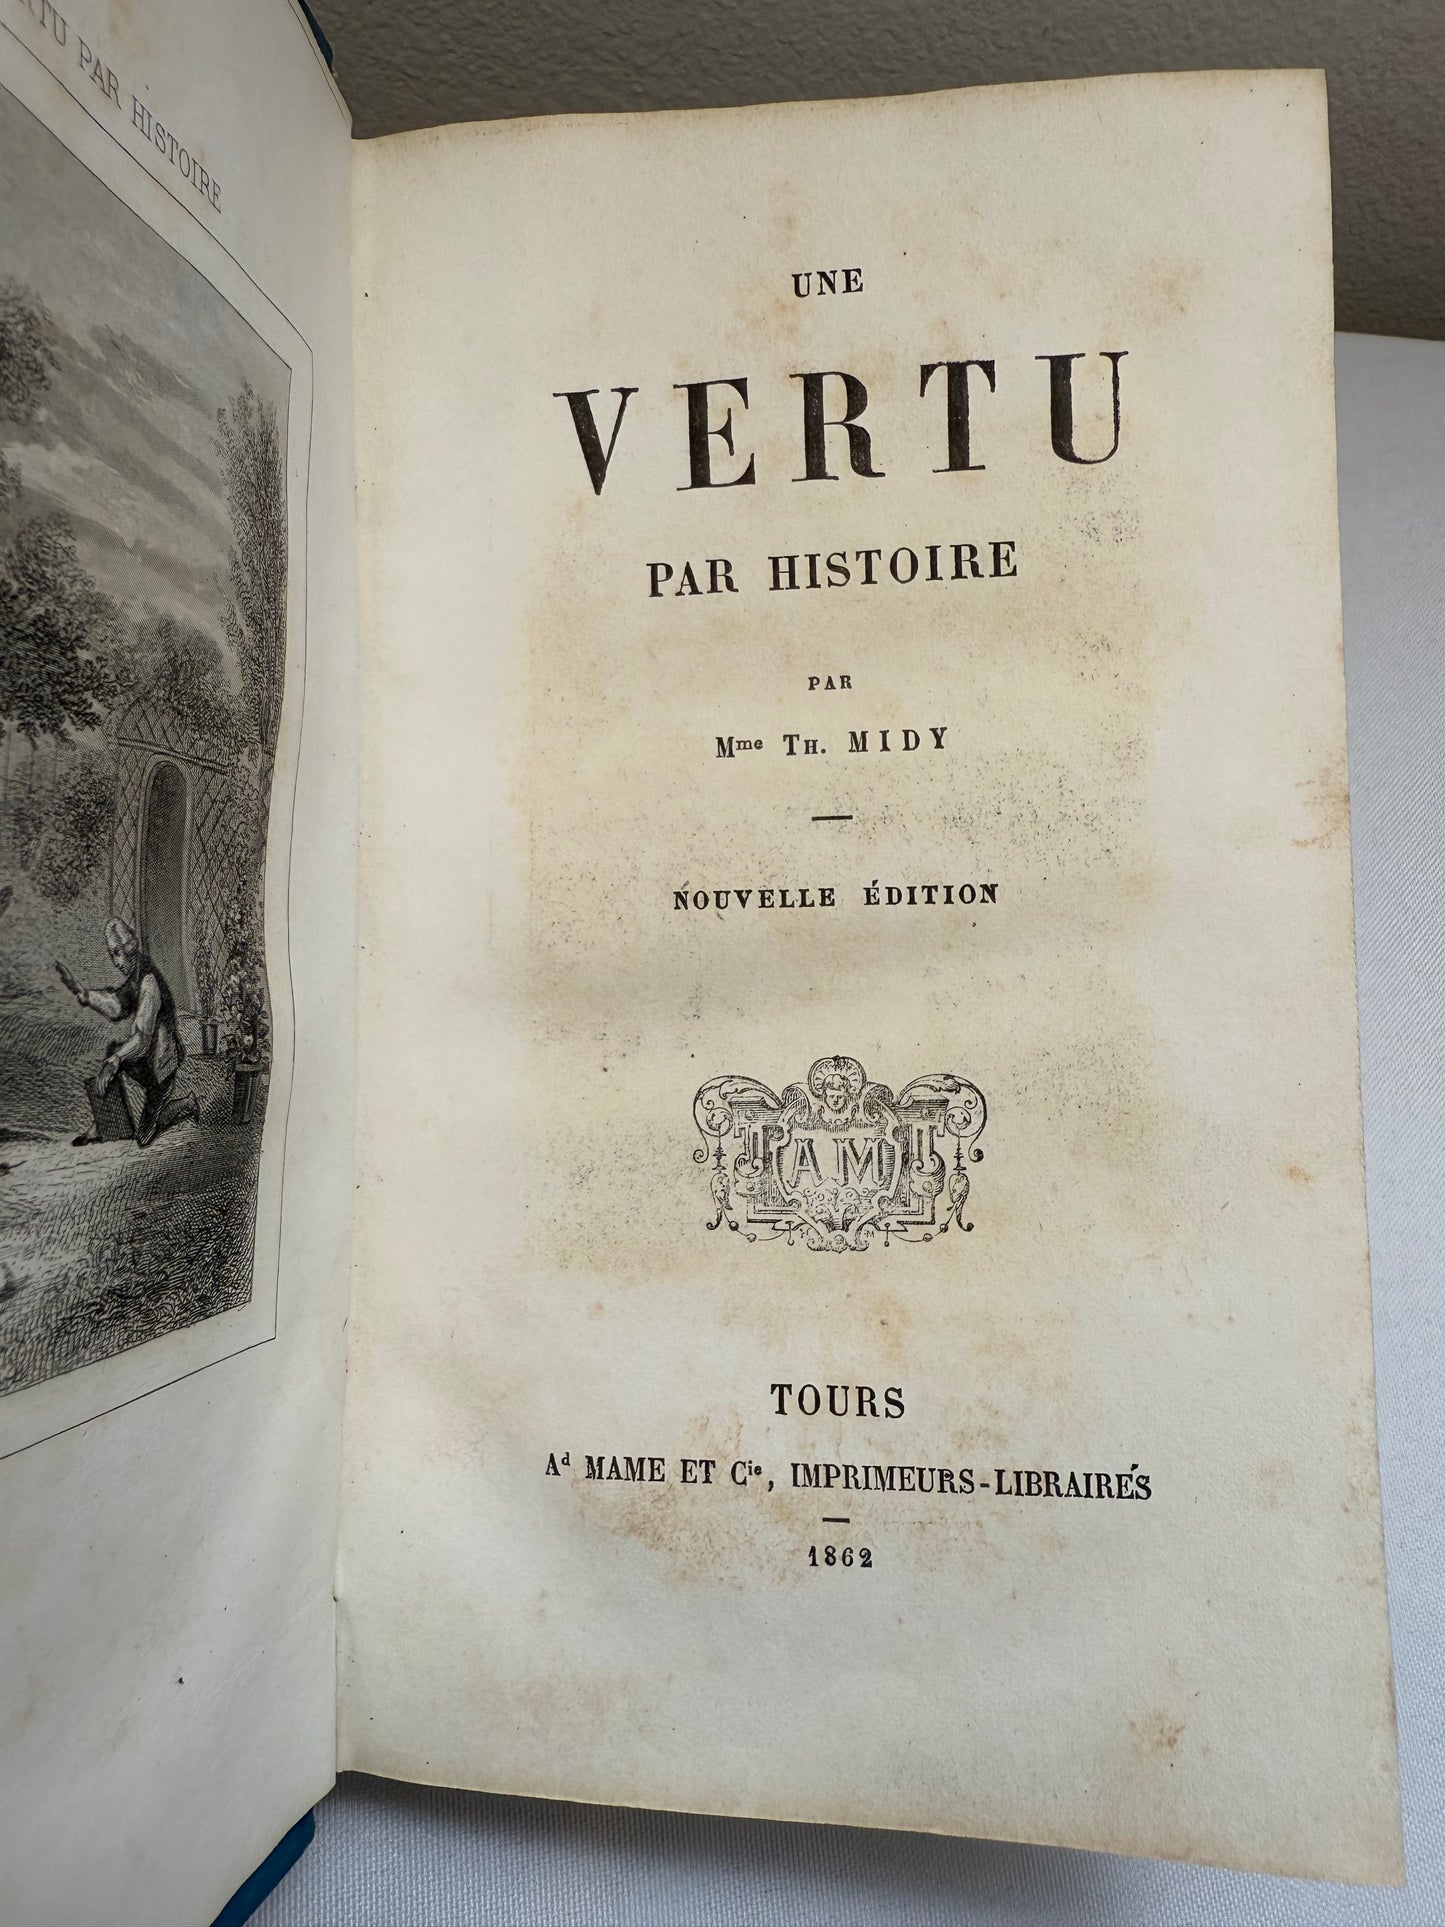 PAR HISTOIRE
UNE
VERTU
PAR HISTOIRE
PAR
Mme TH. MIDY
NOUVELLE ÉDITION
AM
TOURS
Ad MAME ET Cie, IMPRIMEURS-LIBRAIRES
1862